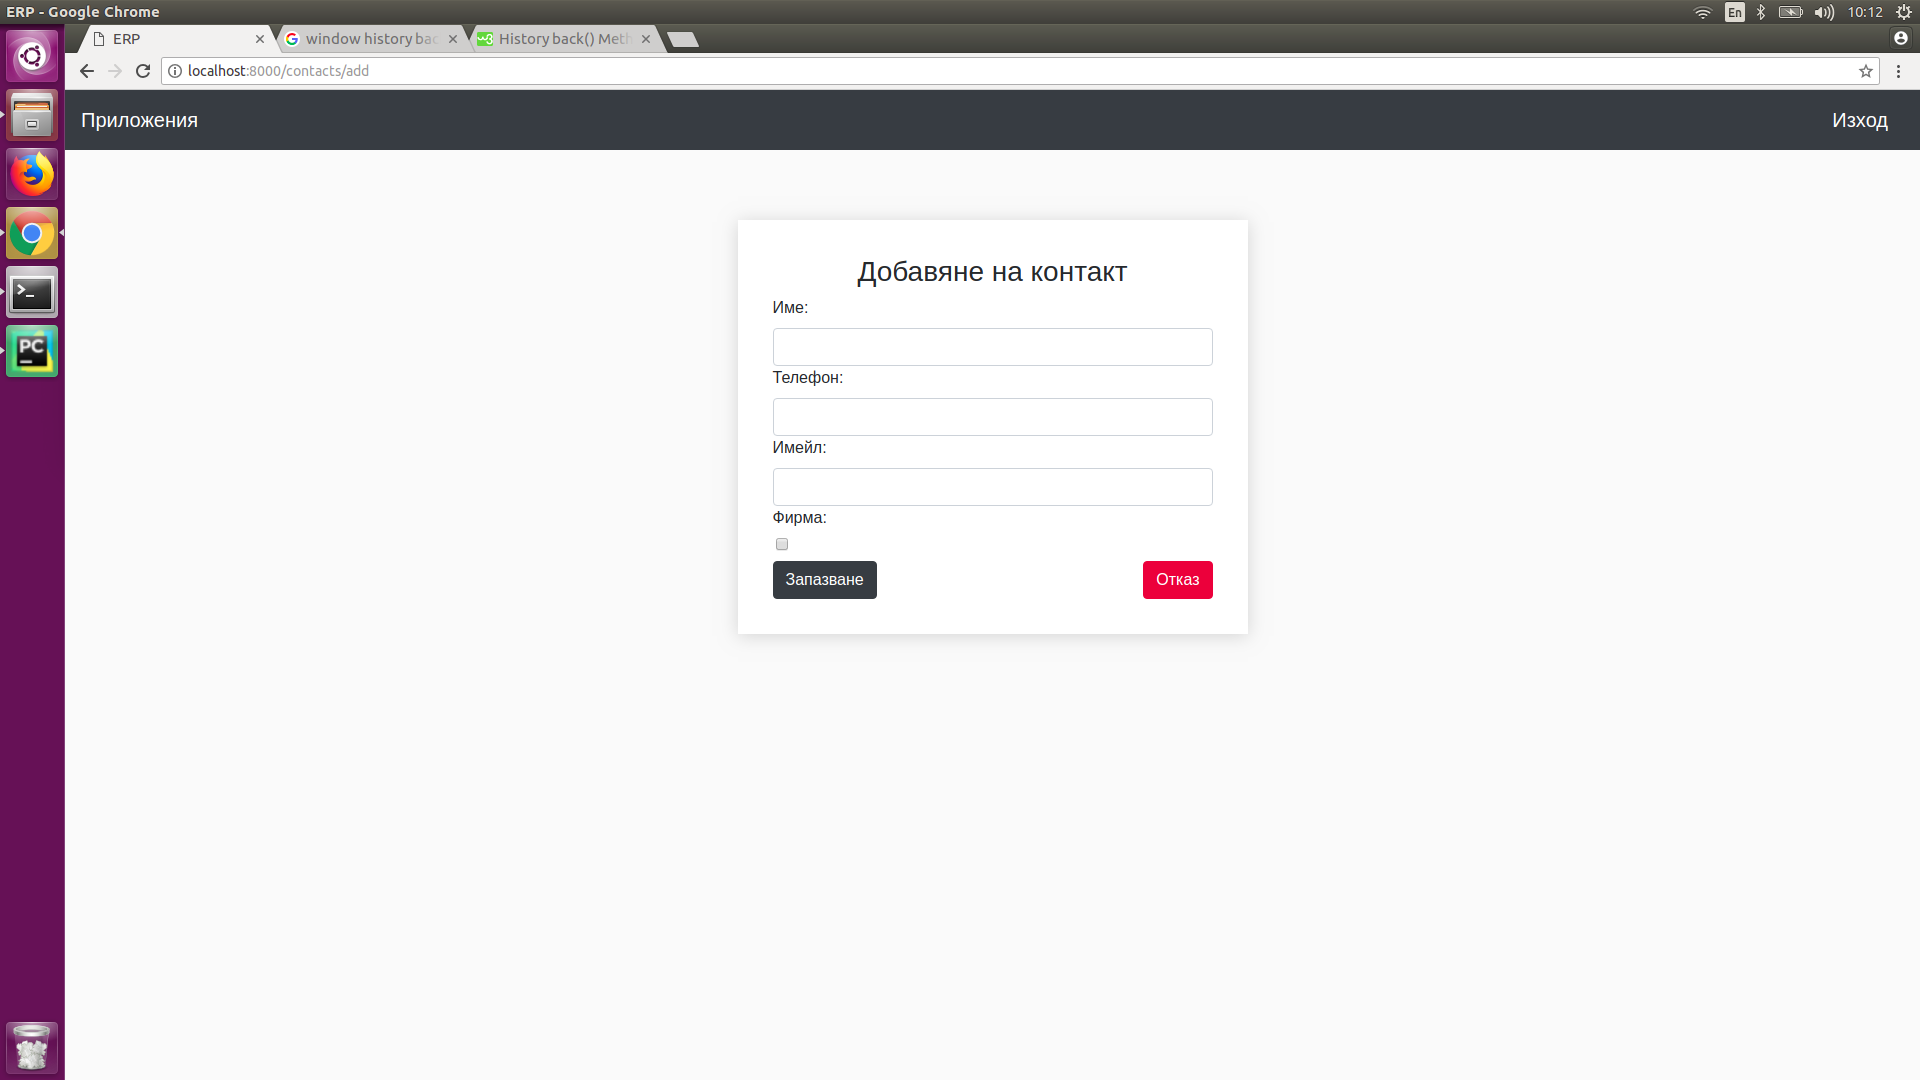 ERP - Google Chrome
En
10:12
ERP
window history bac
History back() Meth
localhost:8000/contacts/add
Приложения
Изход
Добавяне на контакт
Име:
Телефон:
Имейл:
Фирма:
Запазване
Отказ
PC